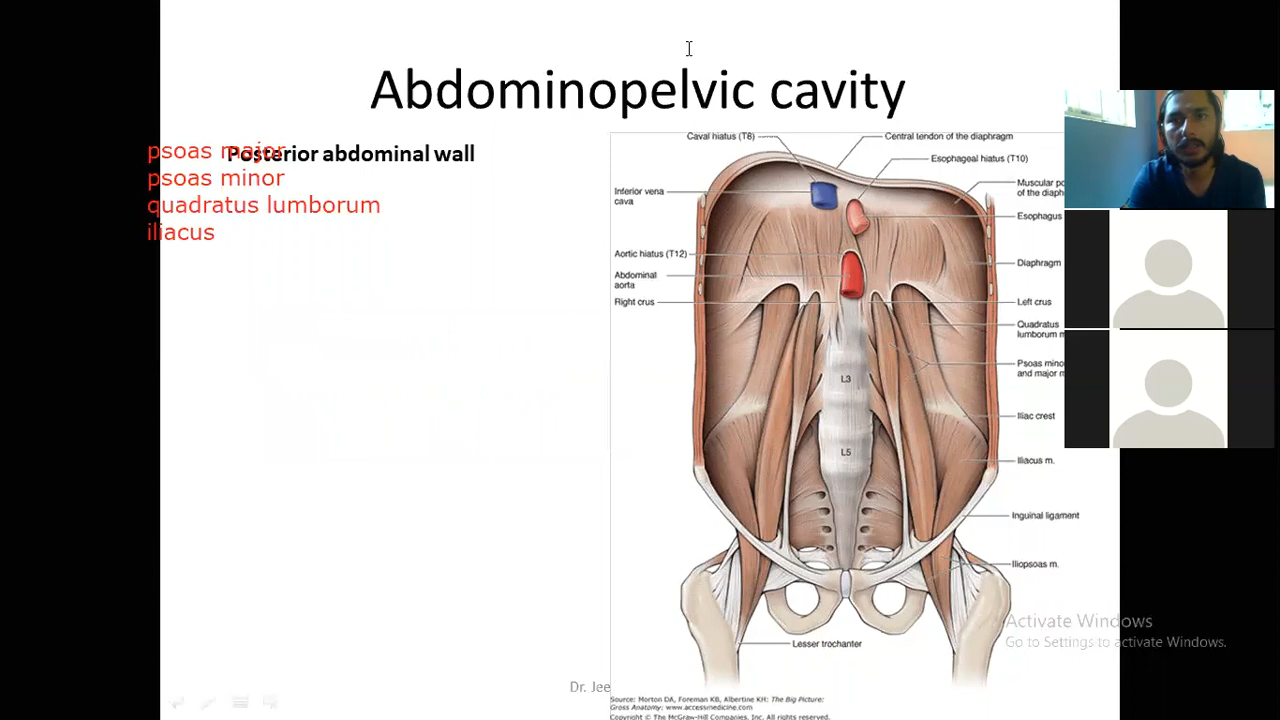 Abdominopelvic cavity
Posterior abdominal wall
psoas major
psoas minor
quadratus lumborum
iliacus
Caval hiatus (T8)
Central tendon of the diaphragm
Esophageal hiatus (T10)
Inferior vena
cava
Muscular po
of the diaph
Esophagus
Aortic hiatus (T12)
Diaphragm
Abdominal
aorta
Right crus
Left crus
Quadratus
lumborum m
L3
Psoas mino
and major m
Iliac crest
L5
Iliacus m.
Inguinal ligament
Iliopsoas m.
Lesser trochanter
Activate Windows
Go to Settings to activate Windows.
Dr. Jee
Source: Morton DA, Foreman KB, Albertine KH: The Big Picture:
Gross Anatomy: www.accessmedicine.com
Copyright © The McGraw-Hill Companies, Inc. All rights reserved.